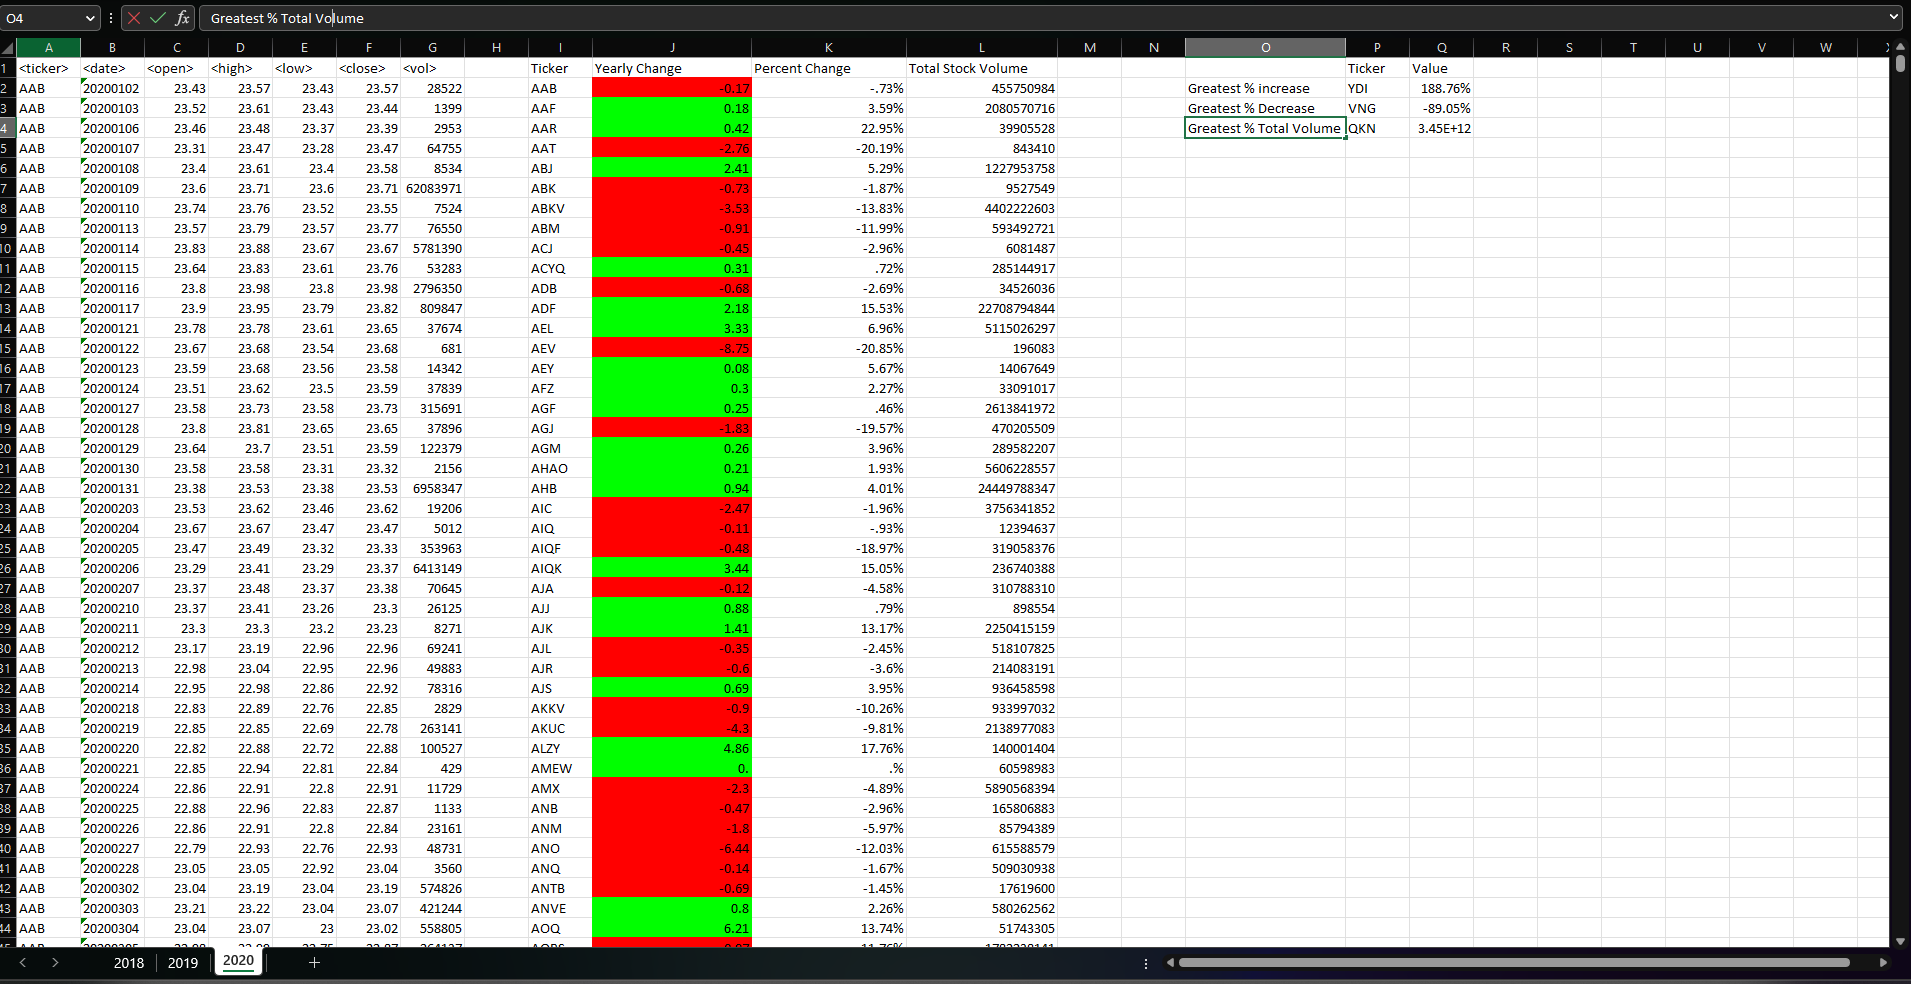 O4 fx Greatest % Total Volume
A B C D E F G H I J K L M N O P Q R S T U V W
1 <ticker> <date> <open> <high> <low> <close> <vol> Ticker Yearly Change Percent Change Total Stock Volume Ticker Value
2 AAB 20200102 23.43 23.57 23.43 23.57 28522 AAB -0.17 -.73% 455750984 Greatest % increase YDI 188.76%
3 AAB 20200103 23.52 23.61 23.43 23.44 1399 AAF 0.18 3.59% 2080570716 Greatest % Decrease VNG -89.05%
4 AAB 20200106 23.46 23.48 23.37 23.39 2953 AAR 0.42 22.95% 39905528 Greatest % Total Volume QKN 3.45E+12
5 AAB 20200107 23.31 23.47 23.28 23.47 64755 AAT -2.76 -20.19% 843410
6 AAB 20200108 23.4 23.61 23.4 23.58 8534 ABJ 2.41 5.29% 1227953758
7 AAB 20200109 23.6 23.71 23.6 23.71 62083971 ABK -0.73 -1.87% 9527549
8 AAB 20200110 23.74 23.76 23.52 23.55 7524 ABKV -3.53 -13.83% 4402222603
9 AAB 20200113 23.57 23.79 23.57 23.77 76550 ABM -0.91 -11.99% 593492721
10 AAB 20200114 23.83 23.88 23.67 23.67 5781390 ACJ -0.45 -2.96% 6081487
11 AAB 20200115 23.64 23.83 23.61 23.76 53283 ACYQ 0.31 .72% 285144917
12 AAB 20200116 23.8 23.98 23.8 23.98 2796350 ADB -0.68 -2.69% 34526036
13 AAB 20200117 23.9 23.95 23.79 23.82 809847 ADF 2.18 15.53% 22708794844
14 AAB 20200121 23.78 23.78 23.61 23.65 37674 AEL 3.33 6.96% 5115026297
15 AAB 20200122 23.67 23.68 23.54 23.68 681 AEV -8.75 -20.85% 196083
16 AAB 20200123 23.59 23.68 23.56 23.58 14342 AEY 0.08 5.67% 14067649
17 AAB 20200124 23.51 23.62 23.5 23.59 37839 AFZ 0.3 2.27% 33091017
18 AAB 20200127 23.58 23.73 23.58 23.73 315691 AGF 0.25 .46% 2613841972
19 AAB 20200128 23.8 23.81 23.65 23.65 37896 AGJ -1.83 -19.57% 470205509
20 AAB 20200129 23.64 23.7 23.51 23.59 122379 AGM 0.26 3.96% 289582207
21 AAB 20200130 23.58 23.58 23.31 23.32 2156 AHAO 0.21 1.93% 5606228557
22 AAB 20200131 23.38 23.53 23.38 23.53 6958347 AHB 0.94 4.01% 24449788347
23 AAB 20200203 23.53 23.62 23.46 23.62 19206 AIC -2.47 -1.96% 3756341852
24 AAB 20200204 23.67 23.67 23.47 23.47 5012 AIQ -0.11 -.93% 12394637
25 AAB 20200205 23.47 23.49 23.32 23.33 353963 AIQF -0.48 -18.97% 319058376
26 AAB 20200206 23.29 23.41 23.29 23.37 6413149 AIQK 3.44 15.05% 236740388
27 AAB 20200207 23.37 23.48 23.37 23.38 70645 AJA -0.12 -4.58% 310788310
28 AAB 20200210 23.37 23.41 23.26 23.3 26125 AJJ 0.88 .79% 898554
29 AAB 20200211 23.3 23.3 23.2 23.23 8271 AJK 1.41 13.17% 2250415159
30 AAB 20200212 23.17 23.19 22.96 22.96 69241 AJL -0.35 -2.45% 518107825
31 AAB 20200213 22.98 23.04 22.95 22.96 49883 AJR -0.6 -3.6% 214083191
32 AAB 20200214 22.95 22.98 22.86 22.92 78316 AJS 0.69 3.95% 936458598
33 AAB 20200218 22.83 22.89 22.76 22.85 2829 AKKV -0.9 -10.26% 933997032
34 AAB 20200219 22.85 22.85 22.69 22.78 263141 AKUC -4.3 -9.81% 2138977083
35 AAB 20200220 22.82 22.88 22.72 22.88 100527 ALZY 4.86 17.76% 140001404
36 AAB 20200221 22.85 22.94 22.81 22.84 429 AMEW 0. .% 60598983
37 AAB 20200224 22.86 22.91 22.8 22.91 11729 AMX -2.3 -4.89% 5890568394
38 AAB 20200225 22.88 22.96 22.83 22.87 1133 ANB -0.47 -2.96% 165806883
39 AAB 20200226 22.86 22.91 22.8 22.84 23161 ANM -1.8 -5.97% 85794389
40 AAB 20200227 22.79 22.93 22.76 22.93 48731 ANO -6.44 -12.03% 615588579
41 AAB 20200228 23.05 23.05 22.92 23.04 3560 ANQ -0.14 -1.67% 509030938
42 AAB 20200302 23.04 23.19 23.04 23.19 574826 ANTB -0.69 -1.45% 17619600
43 AAB 20200303 23.21 23.22 23.04 23.07 421244 ANVE 0.8 2.26% 580262562
44 AAB 20200304 23.04 23.07 23 23.02 558805 AOQ 6.21 13.74% 51743305
2018 2019 2020